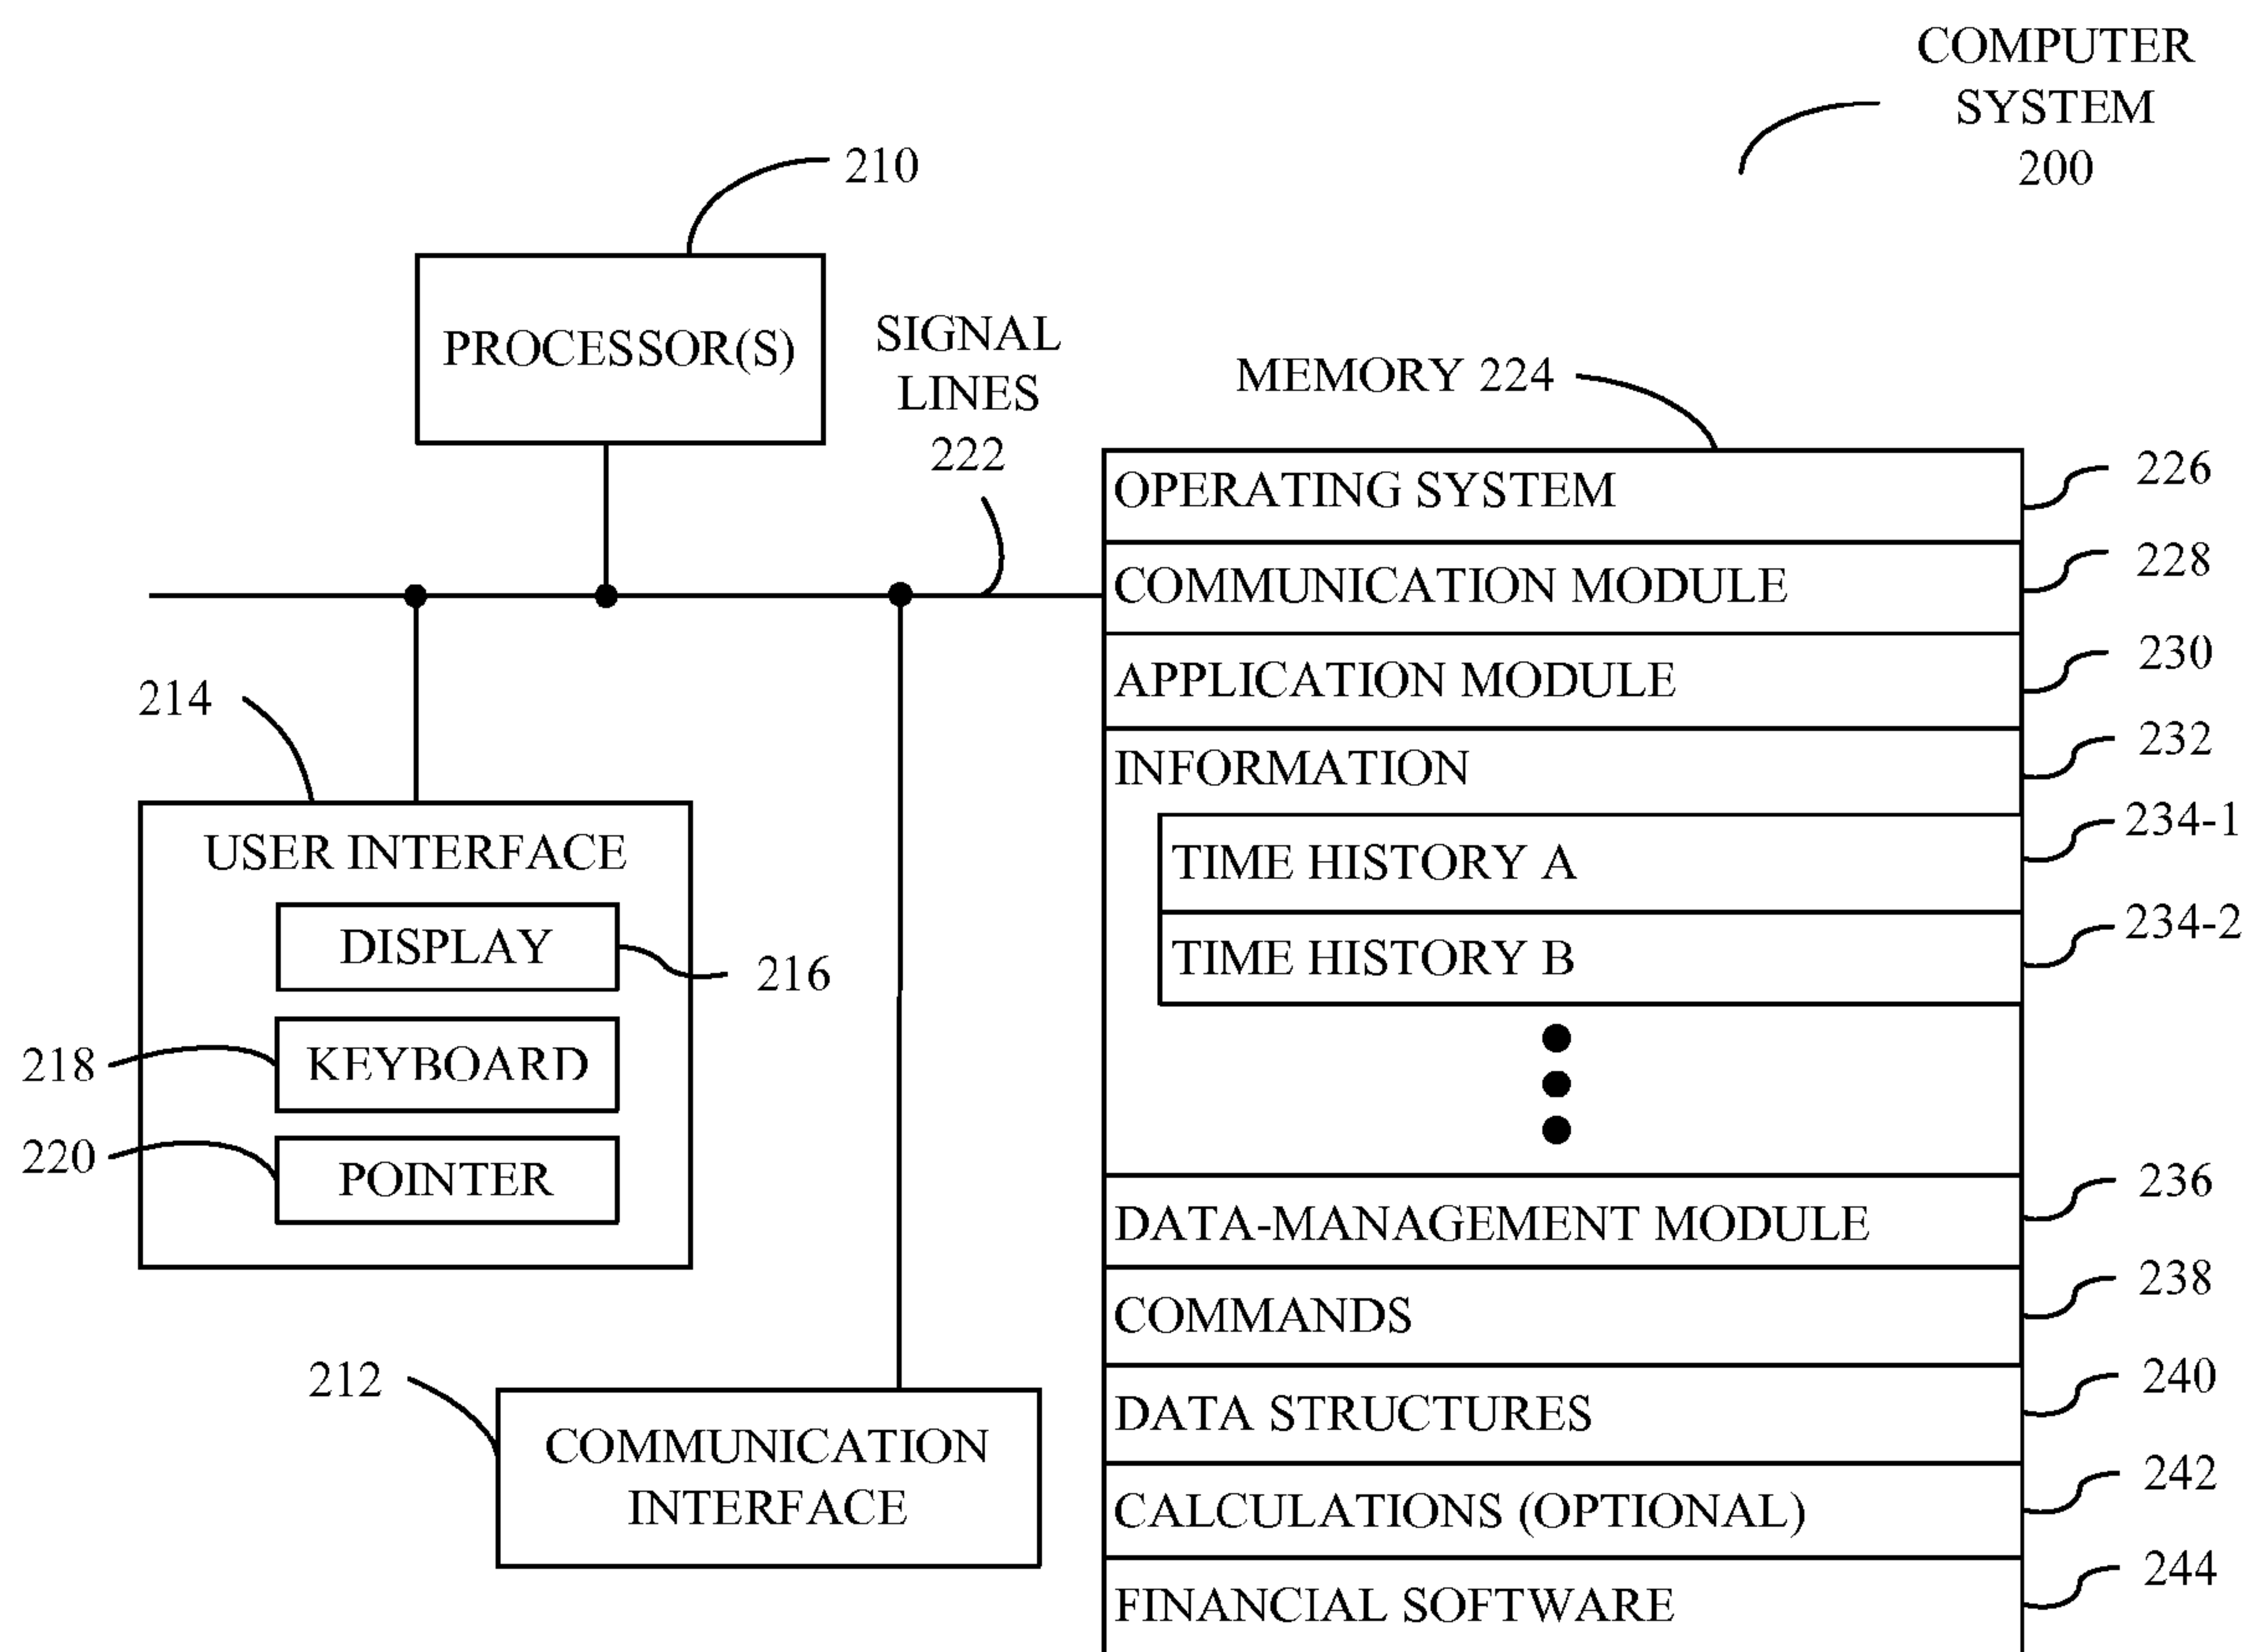 COMPUTER
SYSTEM
200
210
PROCESSOR(S)
SIGNAL
LINES
222
MEMORY 224
OPERATING SYSTEM
226
COMMUNICATION MODULE
228
APPLICATION MODULE
230
INFORMATION
232
TIME HISTORY A
234-1
TIME HISTORY B
234-2
DATA-MANAGEMENT MODULE
236
COMMANDS
238
DATA STRUCTURES
240
CALCULATIONS (OPTIONAL)
242
FINANCIAL SOFTWARE
244
214
USER INTERFACE
DISPLAY
216
218
KEYBOARD
220
POINTER
212
COMMUNICATION
INTERFACE